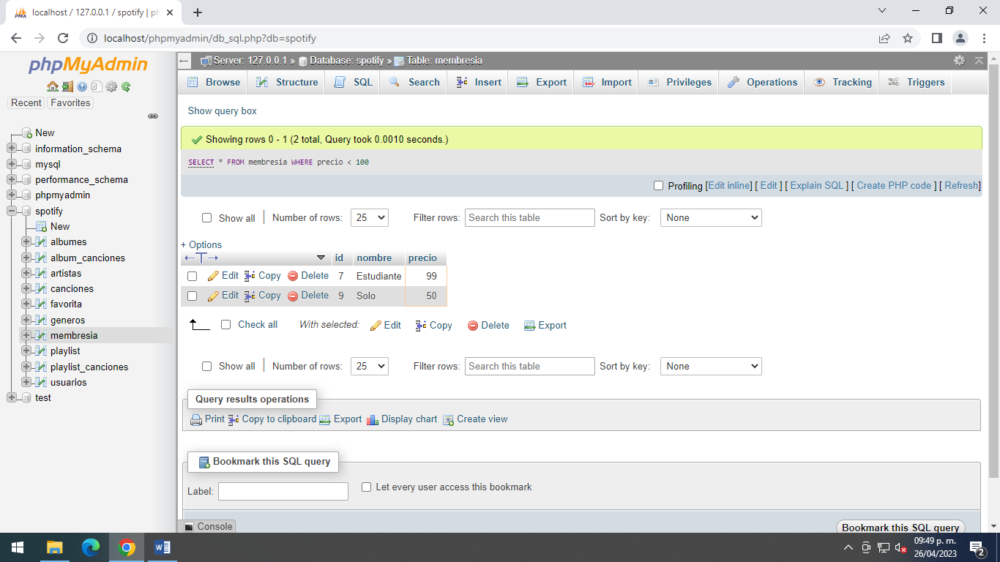 localhost / 127.0.0.1 / spotify | ph
localhost/phpmyadmin/db_sql.php?db=spotify
phpMyAdmin
Recent Favorites
New
information_schema
mysql
performance_schema
phpmyadmin
spotify
New
albumes
album_canciones
artistas
canciones
favorita
generos
membresia
playlist
playlist_canciones
usuarios
test
Server: 127.0.0.1 » Database: spotify » Table: membresia
Browse Structure SQL Search Insert Export Import Privileges Operations Tracking Triggers
Show query box
Showing rows 0 - 1 (2 total, Query took 0.0010 seconds.)
SELECT * FROM membresia WHERE precio < 100
Profiling [Edit inline] [ Edit ] [ Explain SQL ] [ Create PHP code ] [ Refresh]
Show all | Number of rows: 25 Filter rows: Search this table Sort by key: None
+ Options
id nombre precio
Edit Copy Delete 7 Estudiante 99
Edit Copy Delete 9 Solo 50
Check all With selected: Edit Copy Delete Export
Show all | Number of rows: 25 Filter rows: Search this table Sort by key: None
Query results operations
Print Copy to clipboard Export Display chart Create view
Bookmark this SQL query
Label: Let every user access this bookmark
Console
Bookmark this SQL query
09:49 p. m.
26/04/2023
2